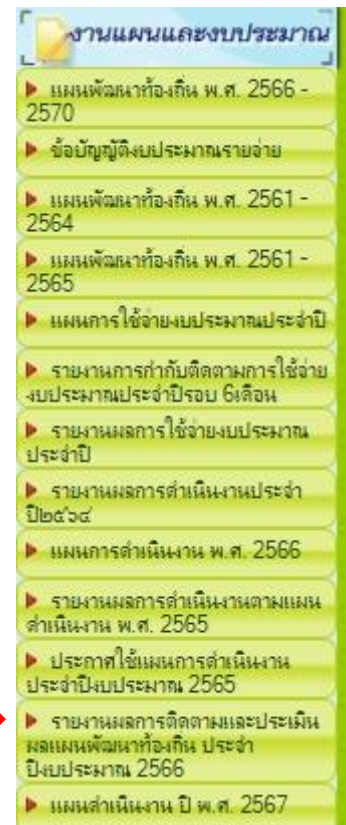 งานแผนและงบประมาณ
แผนพัฒนาท้องถิ่น พ.ศ. 2566 -
2570
ข้อบัญญัติงบประมาณรายจ่าย
แผนพัฒนาท้องถิ่น พ.ศ. 2561 -
2564
แผนพัฒนาท้องถิ่น พ.ศ. 2561 -
2565
แผนการใช้จ่ายงบประมาณประจำปี
รายงานการกำกับติดตามการใช้จ่าย
งบประมาณประจำปีรอบ 6เดือน
รายงานผลการใช้จ่ายงบประมาณ
ประจำปี
รายงานผลการดำเนินงานประจำ
ปี๒๕๖๔
แผนการดำเนินงาน พ.ศ. 2566
รายงานผลการดำเนินงานตามแผน
ดำเนินงาน พ.ศ. 2565
ประกาศใช้แผนการดำเนินงาน
ประจำปีงบประมาณ 2565
รายงานผลการติดตามและประเมิน
ผลแผนพัฒนาท้องถิ่น ประจำ
ปีงบประมาณ 2566
แผนดำเนินงาน ปี พ.ศ. 2567